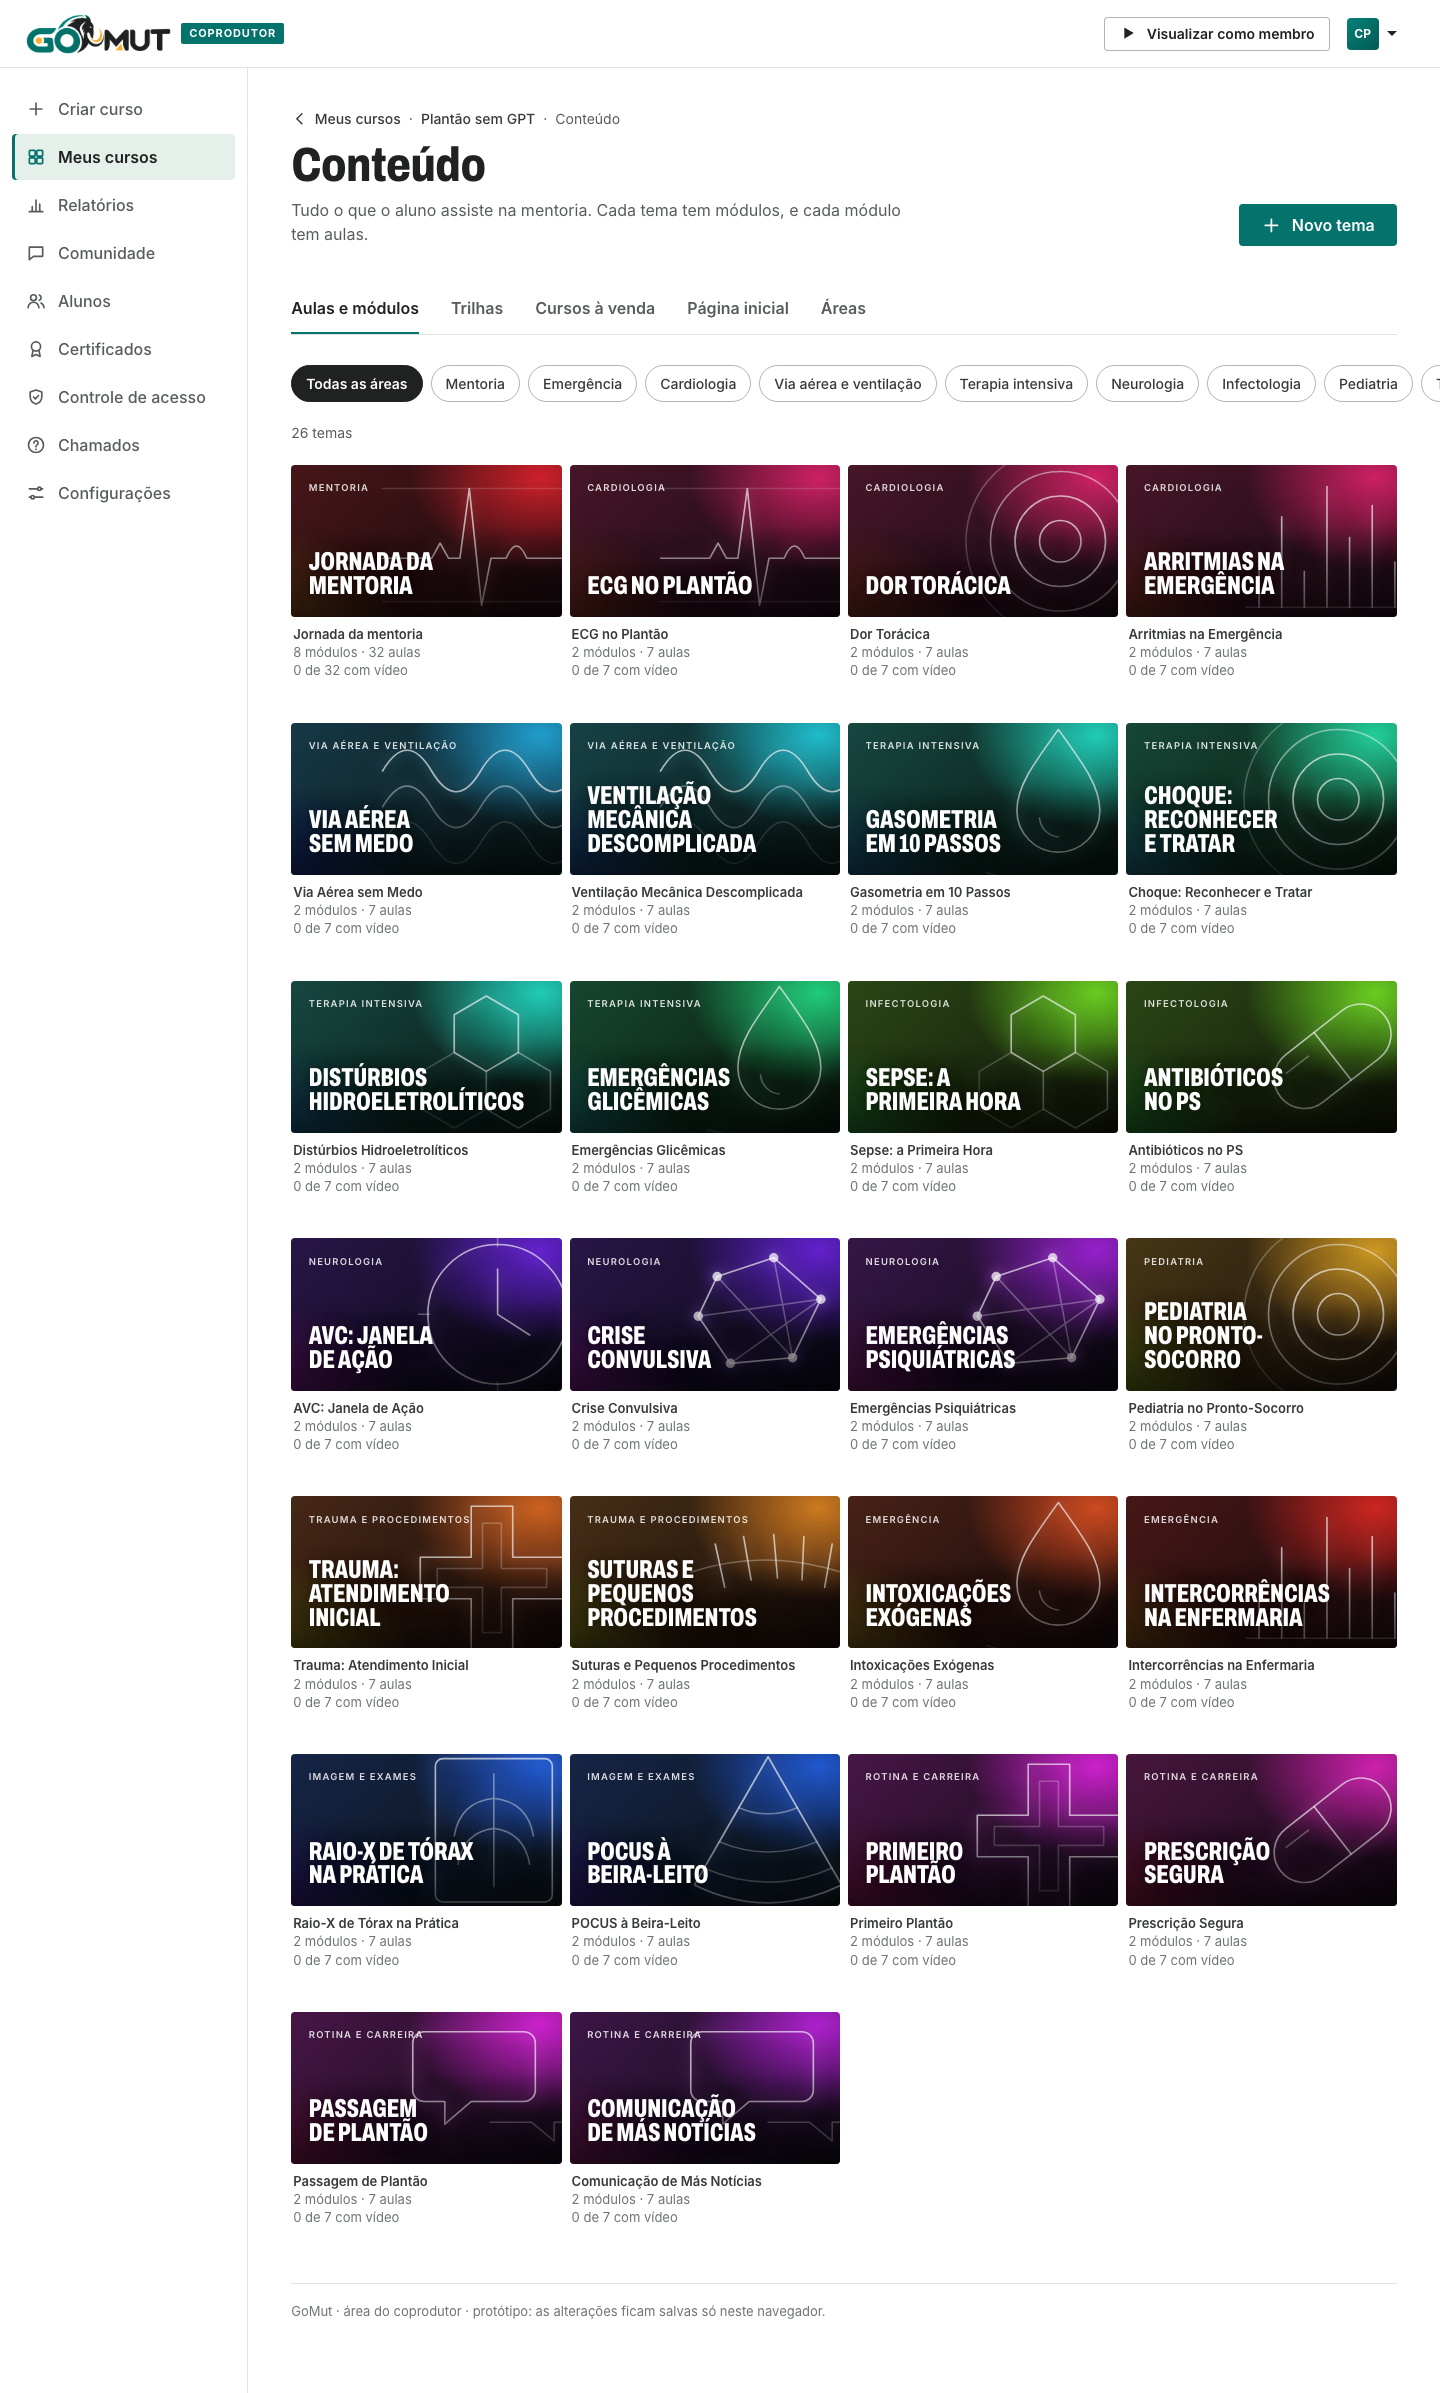 GO MUT
COPRODUTOR
Visualizar como membro
CP
Criar curso
Meus cursos
Relatórios
Comunidade
Alunos
Certificados
Controle de acesso
Chamados
Configurações
Meus cursos · Plantão sem GPT · Conteúdo
Conteúdo
Tudo o que o aluno assiste na mentoria. Cada tema tem módulos, e cada módulo
tem aulas.
Novo tema
Aulas e módulos
Trilhas
Cursos à venda
Página inicial
Áreas
Todas as áreas
Mentoria
Emergência
Cardiologia
Via aérea e ventilação
Terapia intensiva
Neurologia
Infectologia
Pediatria
26 temas
MENTORIA
JORNADA DA
MENTORIA
Jornada da mentoria
8 módulos · 32 aulas
0 de 32 com vídeo
CARDIOLOGIA
ECG NO PLANTÃO
ECG no Plantão
2 módulos · 7 aulas
0 de 7 com vídeo
CARDIOLOGIA
DOR TORÁCICA
Dor Torácica
2 módulos · 7 aulas
0 de 7 com vídeo
CARDIOLOGIA
ARRITMIAS NA
EMERGÊNCIA
Arritmias na Emergência
2 módulos · 7 aulas
0 de 7 com vídeo
VIA AÉREA E VENTILAÇÃO
VIA AÉREA
SEM MEDO
Via Aérea sem Medo
2 módulos · 7 aulas
0 de 7 com vídeo
VIA AÉREA E VENTILAÇÃO
VENTILAÇÃO
MECÂNICA
DESCOMPLICADA
Ventilação Mecânica Descomplicada
2 módulos · 7 aulas
0 de 7 com vídeo
TERAPIA INTENSIVA
GASOMETRIA
EM 10 PASSOS
Gasometria em 10 Passos
2 módulos · 7 aulas
0 de 7 com vídeo
TERAPIA INTENSIVA
CHOQUE:
RECONHECER
E TRATAR
Choque: Reconhecer e Tratar
2 módulos · 7 aulas
0 de 7 com vídeo
TERAPIA INTENSIVA
DISTÚRBIOS
HIDROELETROLÍTICOS
Distúrbios Hidroeletrolíticos
2 módulos · 7 aulas
0 de 7 com vídeo
TERAPIA INTENSIVA
EMERGÊNCIAS
GLICÊMICAS
Emergências Glicêmicas
2 módulos · 7 aulas
0 de 7 com vídeo
INFECTOLOGIA
SEPSE: A
PRIMEIRA HORA
Sepse: a Primeira Hora
2 módulos · 7 aulas
0 de 7 com vídeo
INFECTOLOGIA
ANTIBIÓTICOS
NO PS
Antibióticos no PS
2 módulos · 7 aulas
0 de 7 com vídeo
NEUROLOGIA
AVC: JANELA
DE AÇÃO
AVC: Janela de Ação
2 módulos · 7 aulas
0 de 7 com vídeo
NEUROLOGIA
CRISE
CONVULSIVA
Crise Convulsiva
2 módulos · 7 aulas
0 de 7 com vídeo
NEUROLOGIA
EMERGÊNCIAS
PSIQUIÁTRICAS
Emergências Psiquiátricas
2 módulos · 7 aulas
0 de 7 com vídeo
PEDIATRIA
PEDIATRIA
NO PRONTO-
SOCORRO
Pediatria no Pronto-Socorro
2 módulos · 7 aulas
0 de 7 com vídeo
TRAUMA E PROCEDIMENTOS
TRAUMA:
ATENDIMENTO
INICIAL
Trauma: Atendimento Inicial
2 módulos · 7 aulas
0 de 7 com vídeo
TRAUMA E PROCEDIMENTOS
SUTURAS E
PEQUENOS
PROCEDIMENTOS
Suturas e Pequenos Procedimentos
2 módulos · 7 aulas
0 de 7 com vídeo
EMERGÊNCIA
INTOXICAÇÕES
EXÓGENAS
Intoxicações Exógenas
2 módulos · 7 aulas
0 de 7 com vídeo
EMERGÊNCIA
INTERCORRÊNCIAS
NA ENFERMARIA
Intercorrências na Enfermaria
2 módulos · 7 aulas
0 de 7 com vídeo
IMAGEM E EXAMES
RAIO-X DE TÓRAX
NA PRÁTICA
Raio-X de Tórax na Prática
2 módulos · 7 aulas
0 de 7 com vídeo
IMAGEM E EXAMES
POCUS À
BEIRA-LEITO
POCUS à Beira-Leito
2 módulos · 7 aulas
0 de 7 com vídeo
ROTINA E CARREIRA
PRIMEIRO
PLANTÃO
Primeiro Plantão
2 módulos · 7 aulas
0 de 7 com vídeo
ROTINA E CARREIRA
PRESCRIÇÃO
SEGURA
Prescrição Segura
2 módulos · 7 aulas
0 de 7 com vídeo
ROTINA E CARREIRA
PASSAGEM
DE PLANTÃO
Passagem de Plantão
2 módulos · 7 aulas
0 de 7 com vídeo
ROTINA E CARREIRA
COMUNICAÇÃO
DE MÁS NOTÍCIAS
Comunicação de Más Notícias
2 módulos · 7 aulas
0 de 7 com vídeo
GoMut · área do coprodutor · protótipo: as alterações ficam salvas só neste navegador.